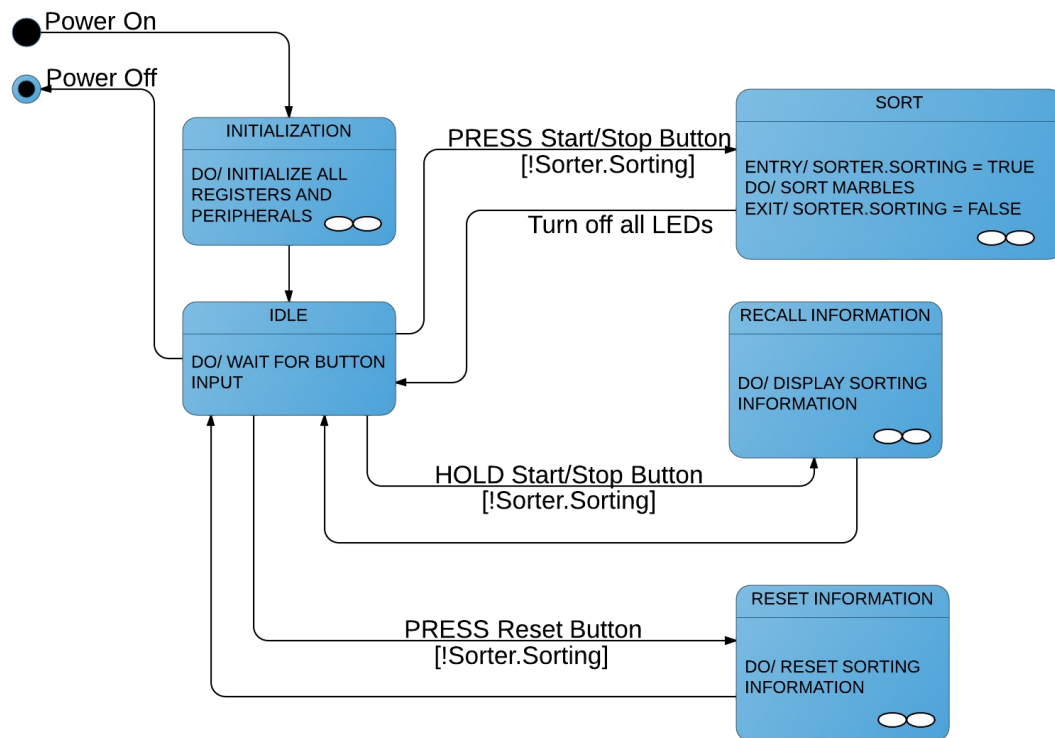 Power On
Power Off
INITIALIZATION
DO/ INITIALIZE ALL
REGISTERS AND
PERIPHERALS
PRESS Start/Stop Button
[!Sorter.Sorting]
Turn off all LEDs
SORT
ENTRY/ SORTER.SORTING = TRUE
DO/ SORT MARBLES
EXIT/ SORTER.SORTING = FALSE
IDLE
DO/ WAIT FOR BUTTON
INPUT
RECALL INFORMATION
DO/ DISPLAY SORTING
INFORMATION
HOLD Start/Stop Button
[!Sorter.Sorting]
PRESS Reset Button
[!Sorter.Sorting]
RESET INFORMATION
DO/ RESET SORTING
INFORMATION